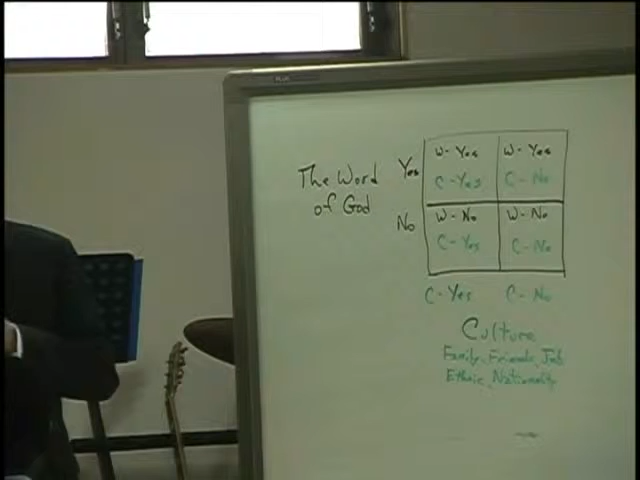 The Word
of God
Yes
No
W-Yes W-Yes
C-Yes C-No
W-No W-No
C-Yes C-No
C-Yes C-No
Culture
Family, Friends, Job
Ethnic, Nationality